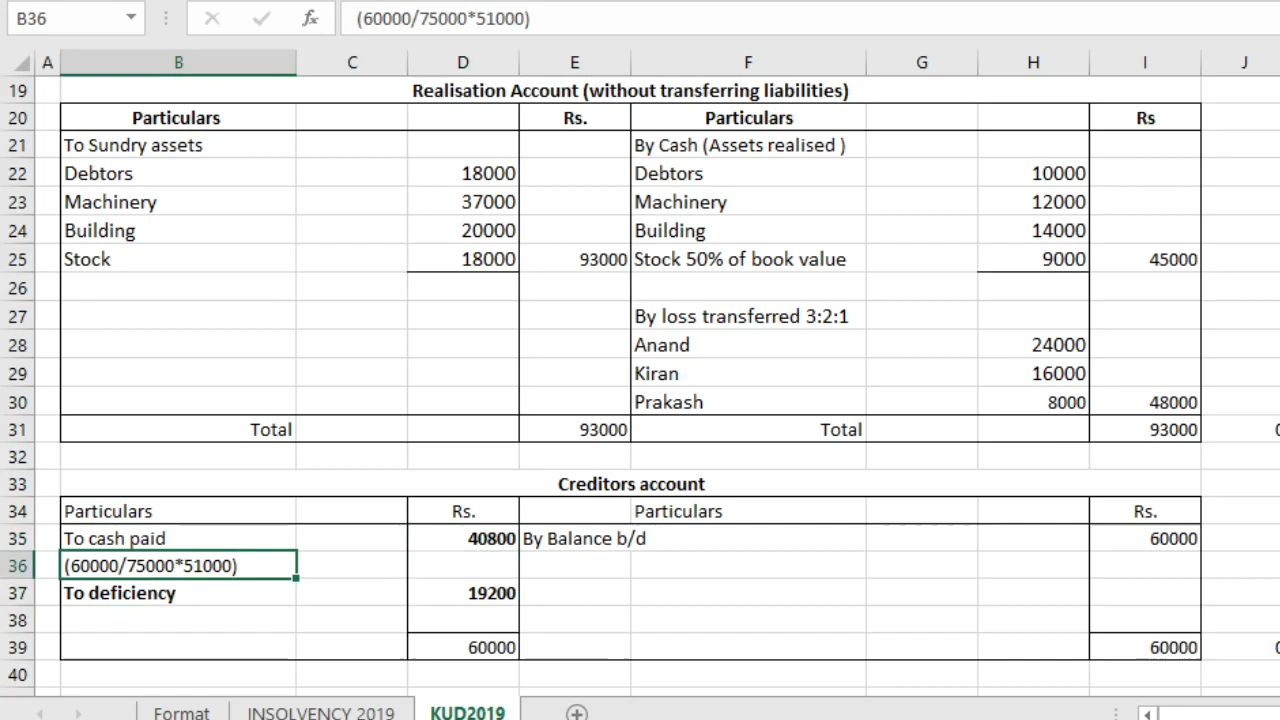 B36 fx (60000/75000*51000)
A B C D E F G H I J
19 Realisation Account (without transferring liabilities)
20 Particulars Rs. Particulars Rs
21 To Sundry assets By Cash (Assets realised )
22 Debtors 18000 Debtors 10000
23 Machinery 37000 Machinery 12000
24 Building 20000 Building 14000
25 Stock 18000 93000 Stock 50% of book value 9000 45000
26
27 By loss transferred 3:2:1
28 Anand 24000
29 Kiran 16000
30 Prakash 8000 48000
31 Total 93000 Total 93000
32
33 Creditors account
34 Particulars Rs. Particulars Rs.
35 To cash paid 40800 By Balance b/d 60000
36 (60000/75000*51000)
37 To deficiency 19200
38
39 60000 60000
40
Format INSOLVENCY 2019 KUD2019